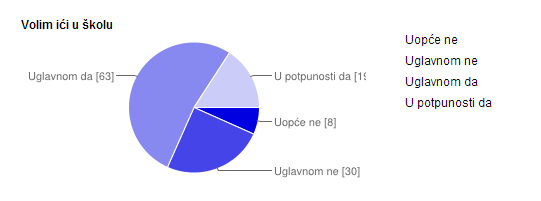 Volim ići u školu
Uglavnom da [63]
U potpunosti da [19
Uopće ne [8]
Uglavnom ne [30]
Uopće ne
Uglavnom ne
Uglavnom da
U potpunosti da